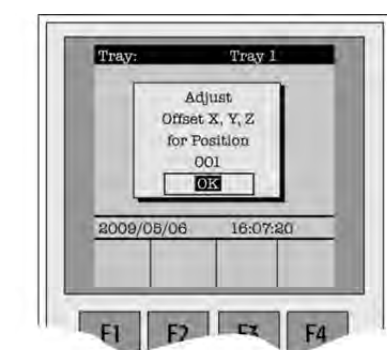 Tray: Tray 1
Adjust
Offset X, Y, Z
for Position
001
OK
2009/05/06 16:07:20
F1 F2 F3 F4